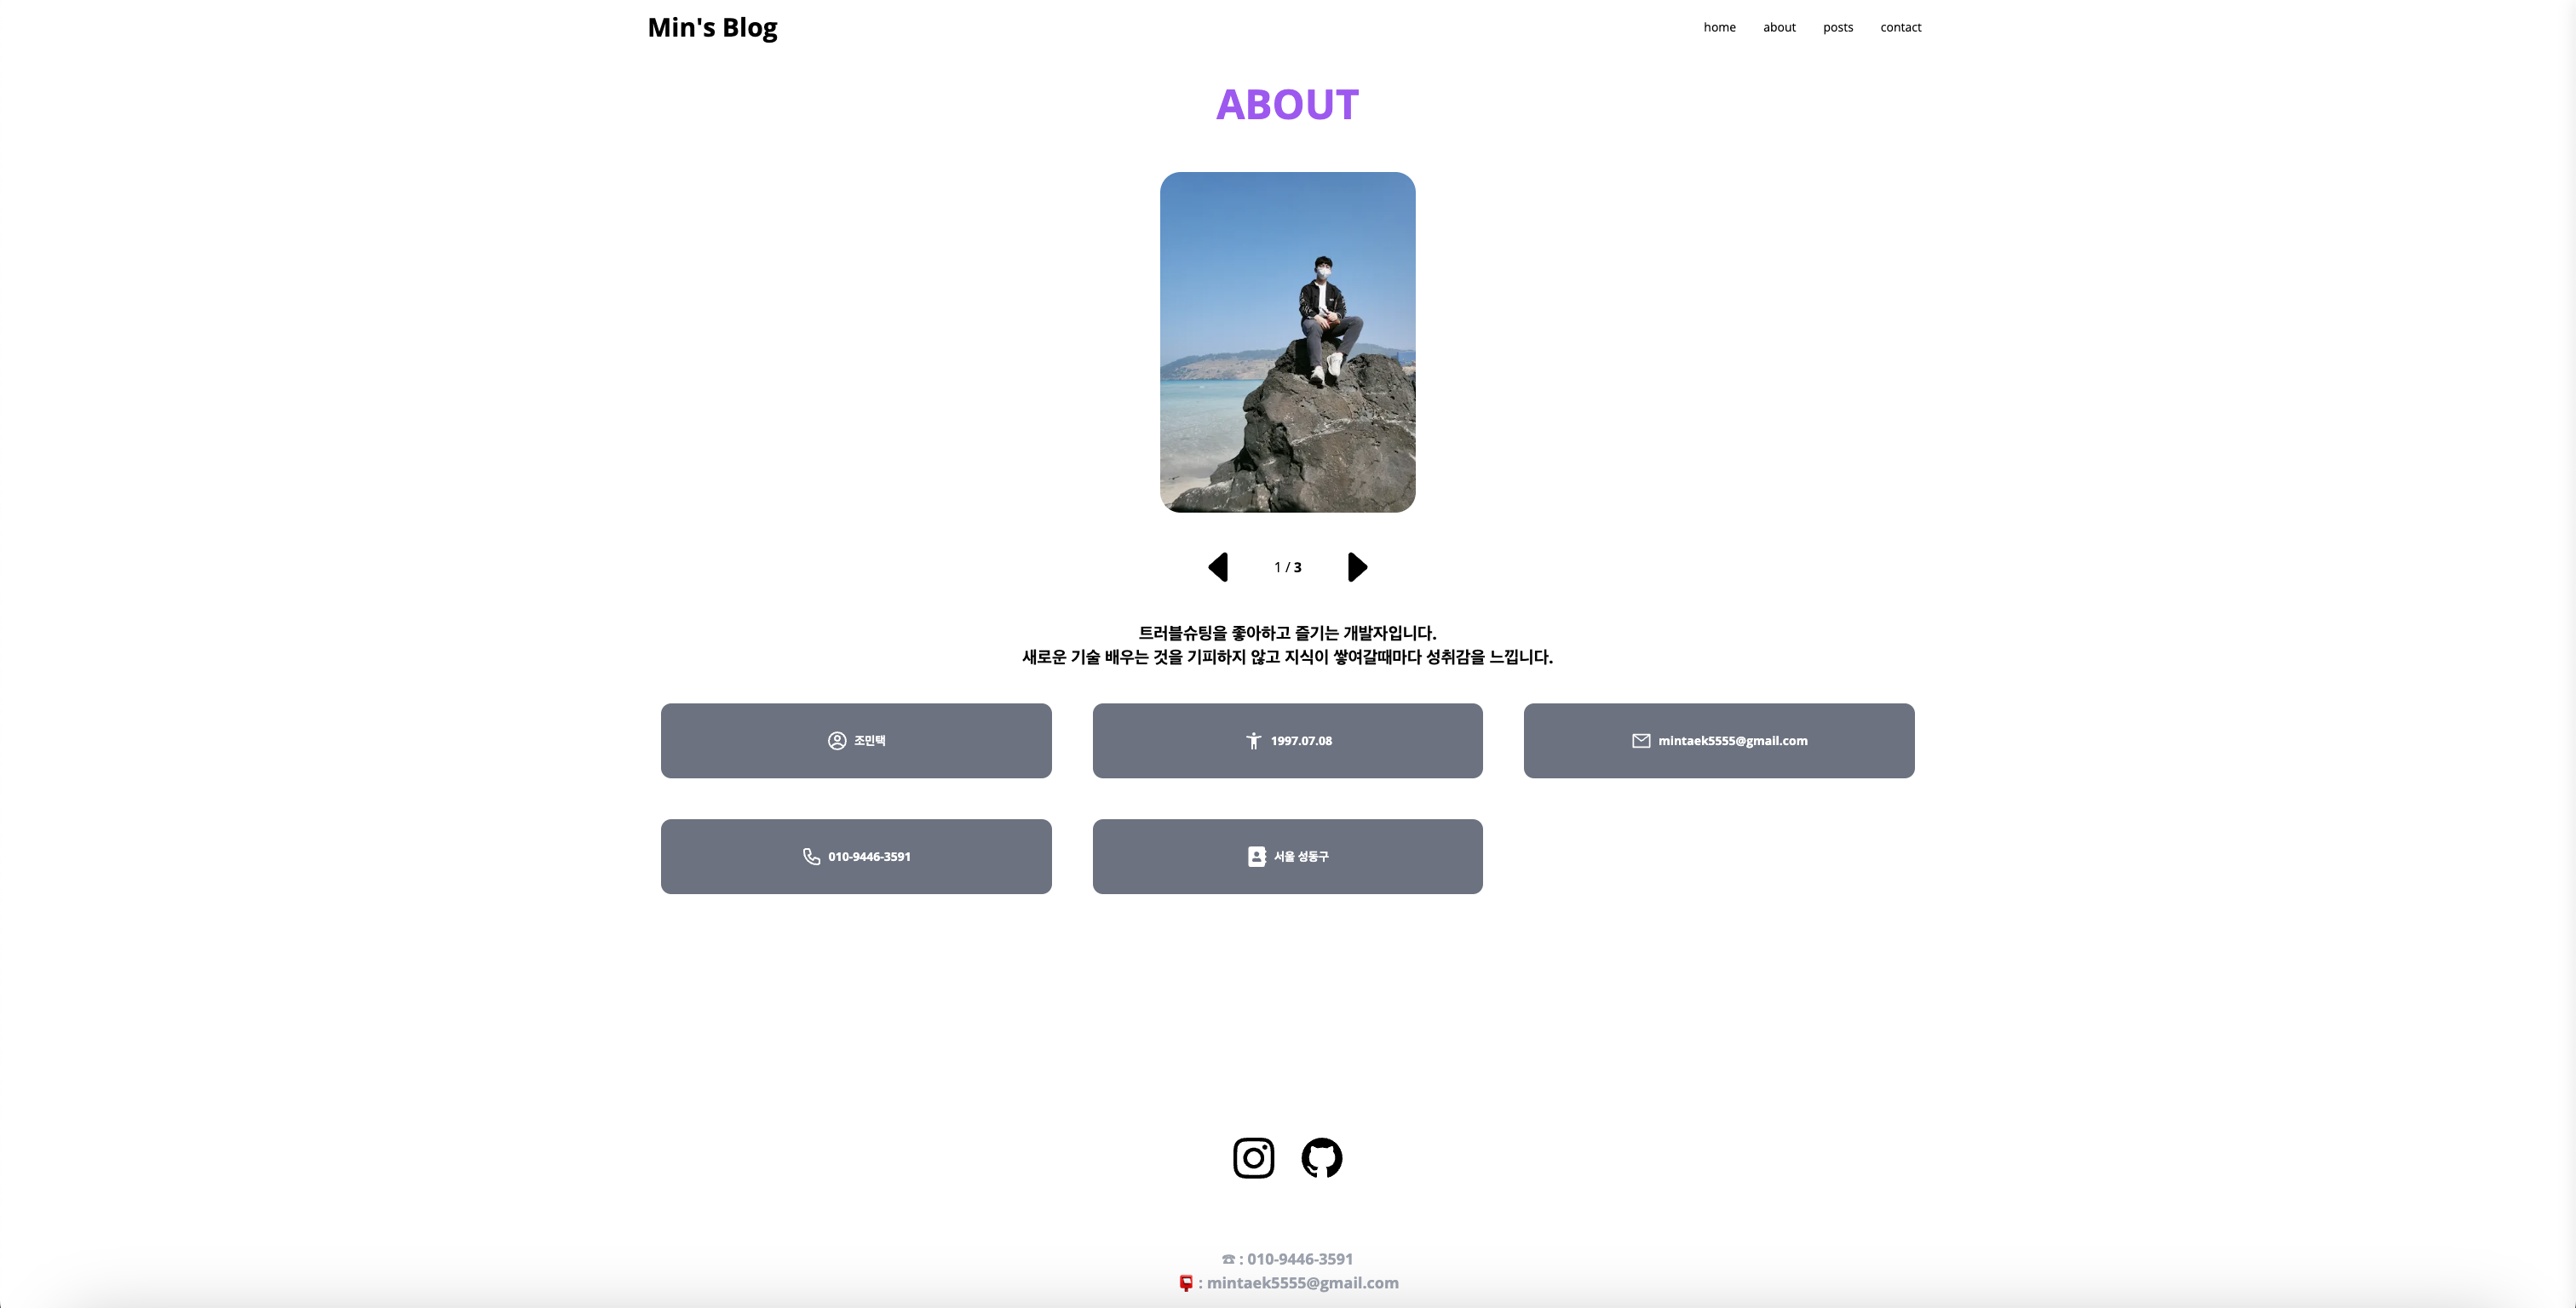 Min's Blog
home about posts contact
ABOUT
1 / 3
트러블슈팅을 좋아하고 즐기는 개발자입니다.
새로운 기술 배우는 것을 기피하지 않고 지식이 쌓여갈때마다 성취감을 느낍니다.
조민택
1997.07.08
mintaek5555@gmail.com
010-9446-3591
서울 성동구
☎ : 010-9446-3591
📮 : mintaek5555@gmail.com